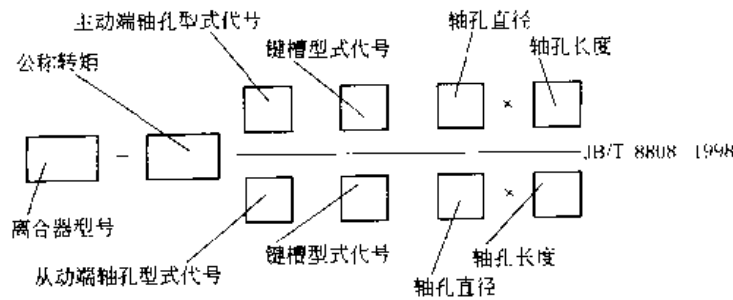 主动端轴孔型式代号
轴孔直径
键槽型式代号
轴孔长度
公称转矩
×
- JB/T 8808 1998
×
离合器型号
键槽型式代号
轴孔长度
从动端轴孔型式代号
轴孔直径